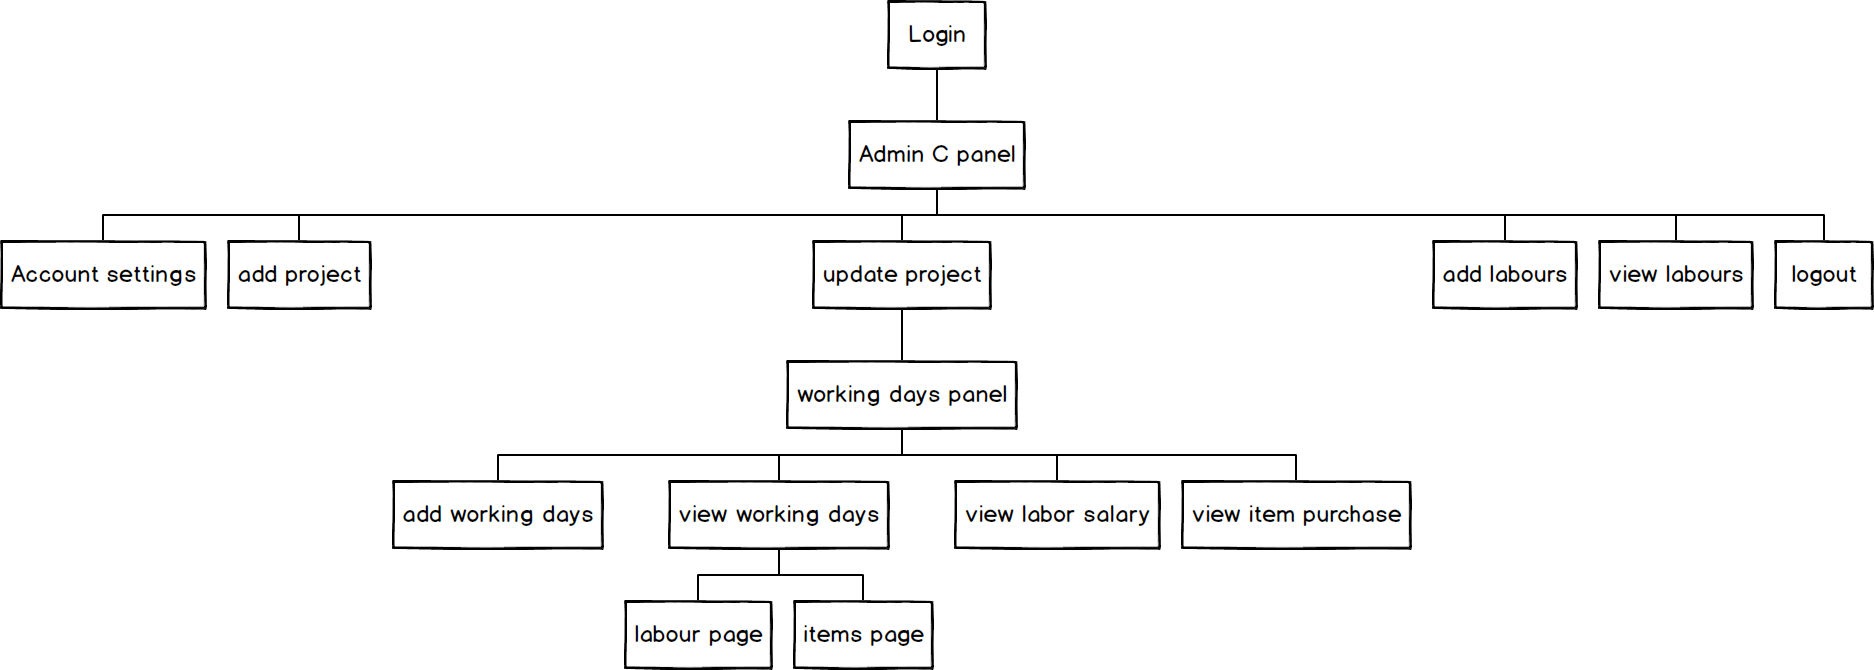 Login
Admin C panel
Account settings
add project
update project
add labours
view labours
logout
working days panel
add working days
view working days
view labor salary
view item purchase
labour page
items page